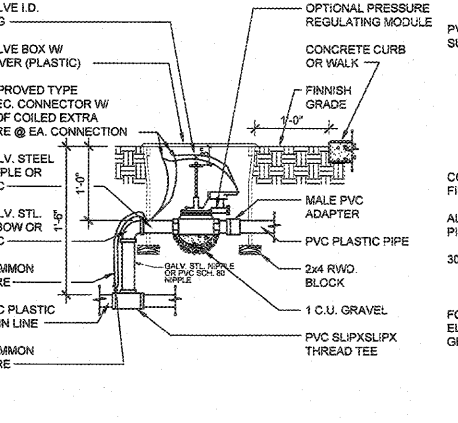 LVE I.D.
G
LVE BOX W/
VER (PLASTIC)
PROVED TYPE
EC. CONNECTOR W/
OF COILED EXTRA
RE @ EA. CONNECTION
LV. STEEL
PPLE OR
C
LV. STL.
BOW OR
C
MMON
RE
C PLASTIC
IN LINE
MMON
RE
1'-0"
1'-6"
GALV. STL. NIPPLE
OR PVC SCH. 80
NIPPLE
1'-0"
OPTIONAL PRESSURE
REGULATING MODULE
CONCRETE CURB
OR WALK
FINNISH
GRADE
MALE PVC
ADAPTER
PVC PLASTIC PIPE
2x4 RWD.
BLOCK
1 C.U. GRAVEL
PVC SLIPXSLIPX
THREAD TEE
PV
SU
CO
FI
AL
PI
30
FO
EL
GE